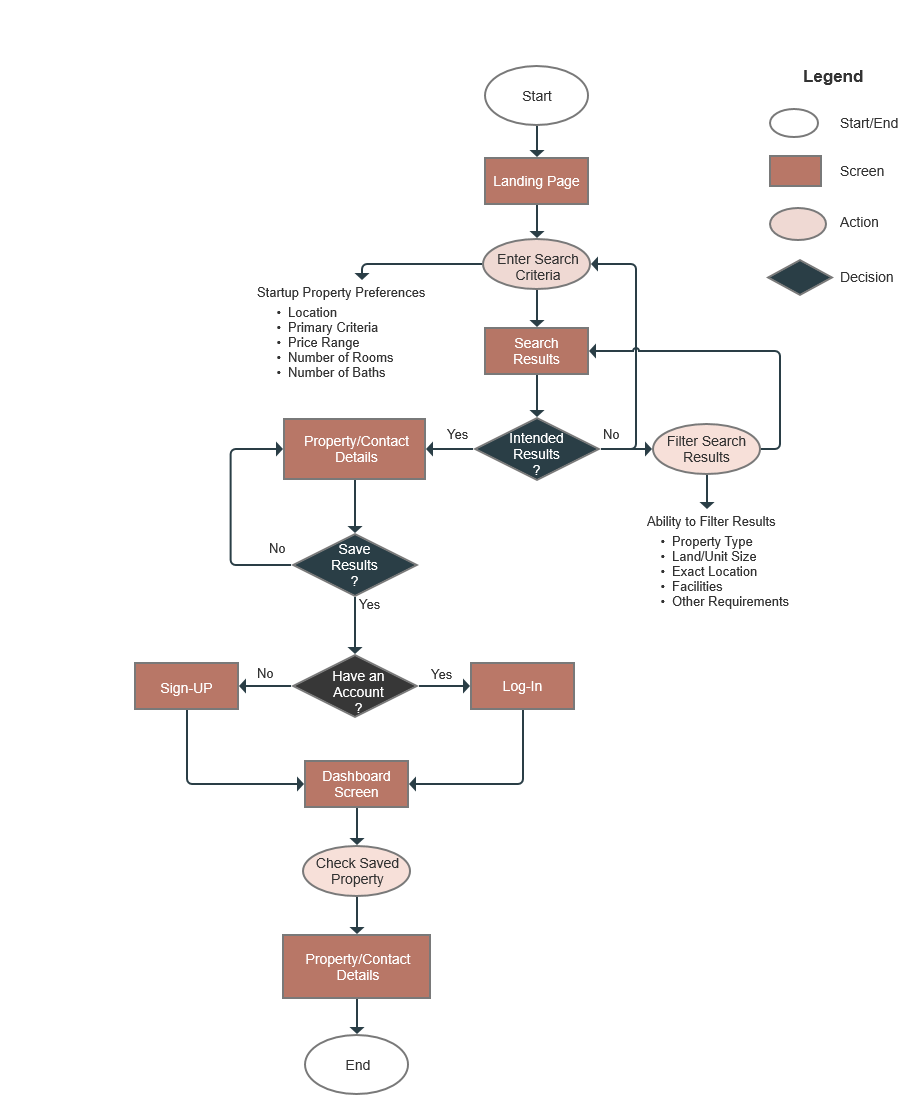 Legend
Start/End
Screen
Action
Decision
Start
Landing Page
Enter Search
Criteria
Startup Property Preferences
• Location
• Primary Criteria
• Price Range
• Number of Rooms
• Number of Baths
Search
Results
Intended
Results
?
Yes
No
Property/Contact
Details
Filter Search
Results
Ability to Filter Results
• Property Type
• Land/Unit Size
• Exact Location
• Facilities
• Other Requirements
Save
Results
?
No
Yes
Have an
Account
?
No
Yes
Sign-UP
Log-In
Dashboard
Screen
Check Saved
Property
Property/Contact
Details
End